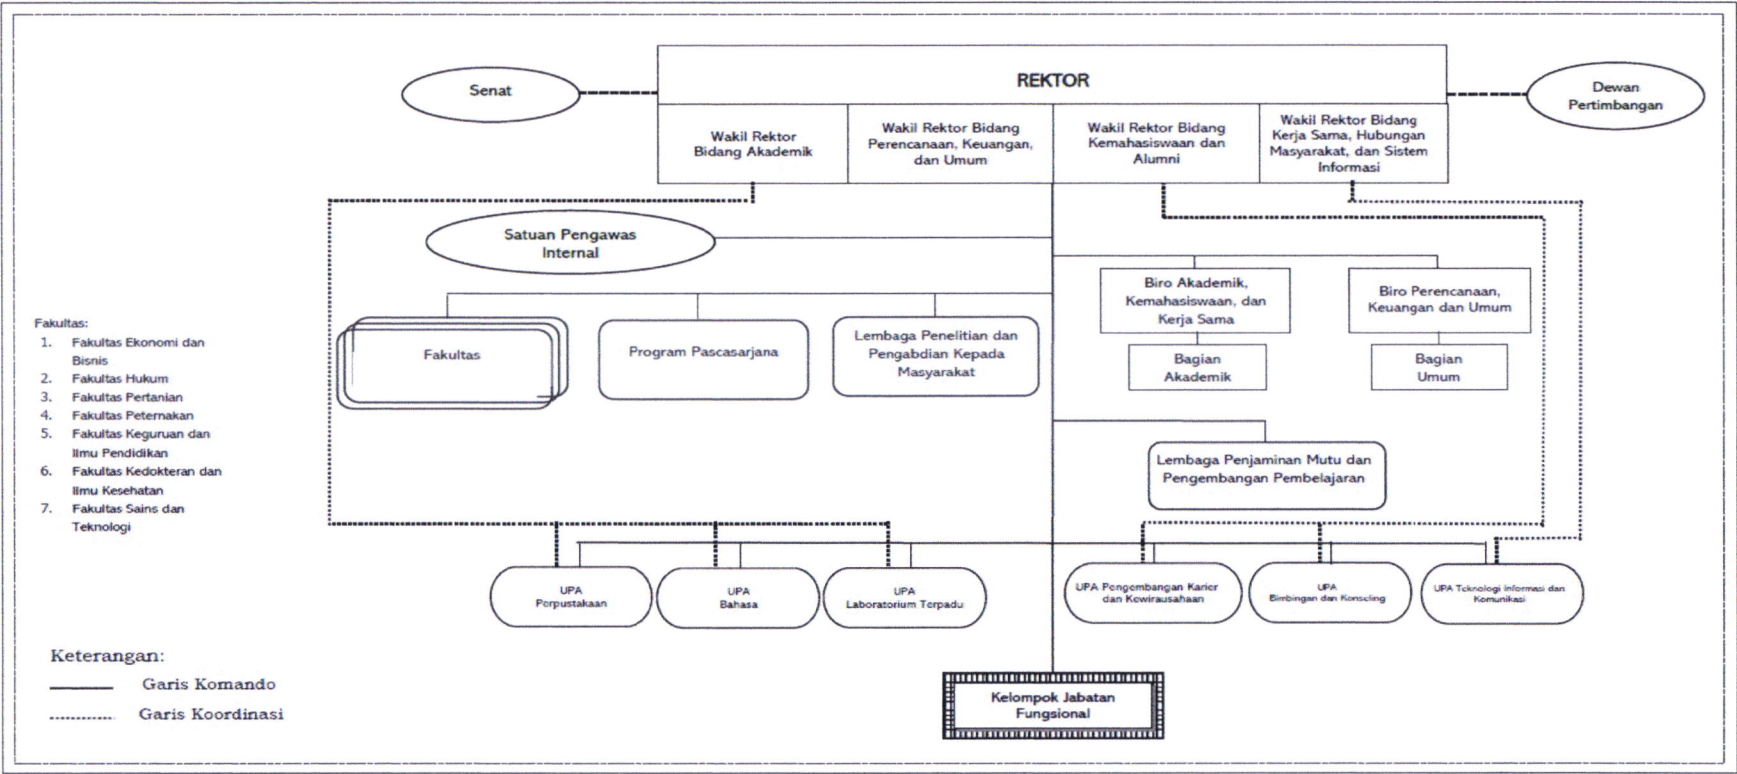 REKTOR
Senat
Dewan
Pertimbangan
Wakil Rektor
Bidang Akademik
Wakil Rektor Bidang
Perencanaan, Keuangan,
dan Umum
Wakil Rektor Bidang
Kemahasiswaan dan
Alumni
Wakil Rektor Bidang
Kerja Sama, Hubungan
Masyarakat, dan Sistem
Informasi
Satuan Pengawas
Internal
Biro Akademik,
Kemahasiswaan, dan
Kerja Sama
Biro Perencanaan,
Keuangan dan Umum
Bagian
Akademik
Bagian
Umum
Fakultas
Program Pascasarjana
Lembaga Penelitian dan
Pengabdian Kepada
Masyarakat
Fakultas:
1. Fakultas Ekonomi dan
Bisnis
2. Fakultas Hukum
3. Fakultas Pertanian
4. Fakultas Peternakan
5. Fakultas Keguruan dan
Ilmu Pendidikan
6. Fakultas Kedokteran dan
Ilmu Kesehatan
7. Fakultas Sains dan
Teknologi
Lembaga Penjaminan Mutu dan
Pengembangan Pembelajaran
UPA
Perpustakaan
UPA
Bahasa
UPA
Laboratorium Terpadu
UPA Pengembangan Karier
dan Kewirausahaan
UPA
Bimbingan dan Konseling
UPA Teknologi Informasi dan
Komunikasi
Kelompok Jabatan
Fungsional
Keterangan:
Garis Komando
Garis Koordinasi